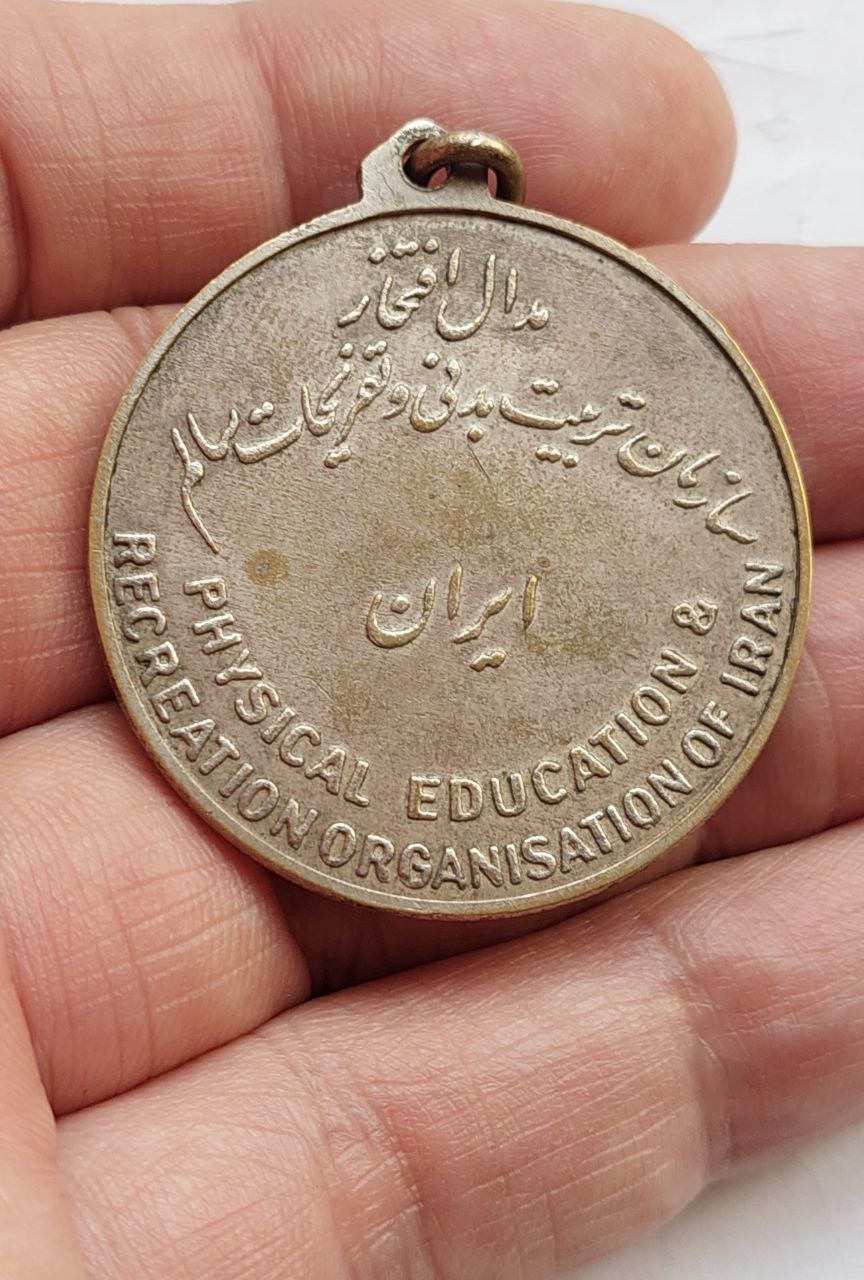 مدال افتخار
سازمان تربیت بدنی و تفریحات سالم
ایران
PHYSICAL EDUCATION &
RECREATION ORGANISATION OF IRAN